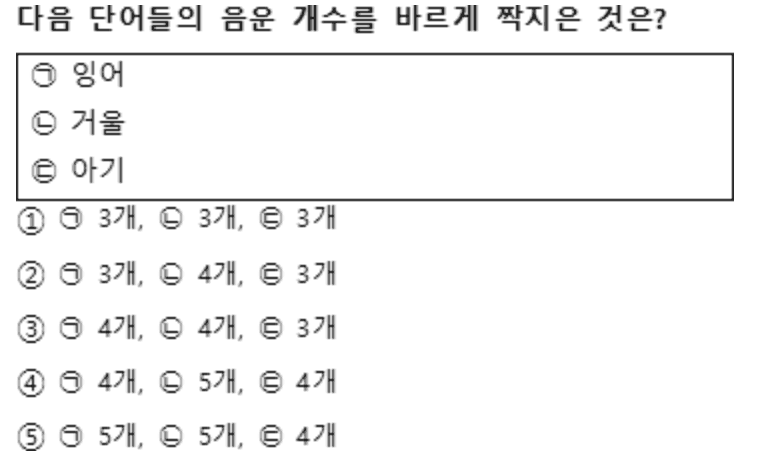 다음 단어들의 음운 개수를 바르게 짝지은 것은?
㉠ 잉어
㉡ 거울
㉢ 아기
① ㉠ 3개, ㉡ 3개, ㉢ 3개
② ㉠ 3개, ㉡ 4개, ㉢ 3개
③ ㉠ 4개, ㉡ 4개, ㉢ 3개
④ ㉠ 4개, ㉡ 5개, ㉢ 4개
⑤ ㉠ 5개, ㉡ 5개, ㉢ 4개